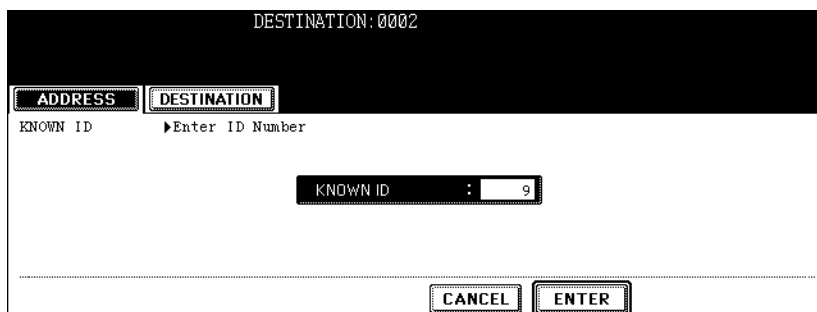 DESTINATION:0002
ADDRESS DESTINATION
KNOWN ID ▶Enter ID Number
KNOWN ID : 9
CANCEL ENTER